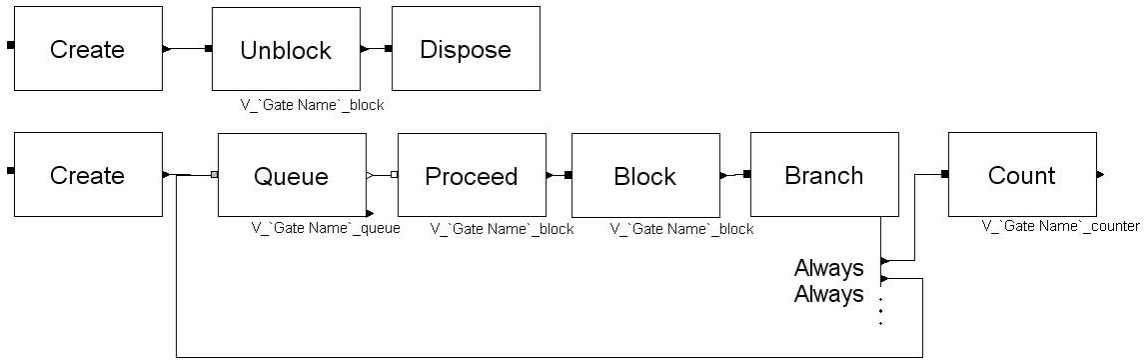 Create
Unblock
Dispose
V_`Gate Name`_block
Create
Queue
Proceed
Block
Branch
Count
V_`Gate Name`_queue
V_`Gate Name`_block
V_`Gate Name`_block
V_`Gate Name`_counter
Always
Always